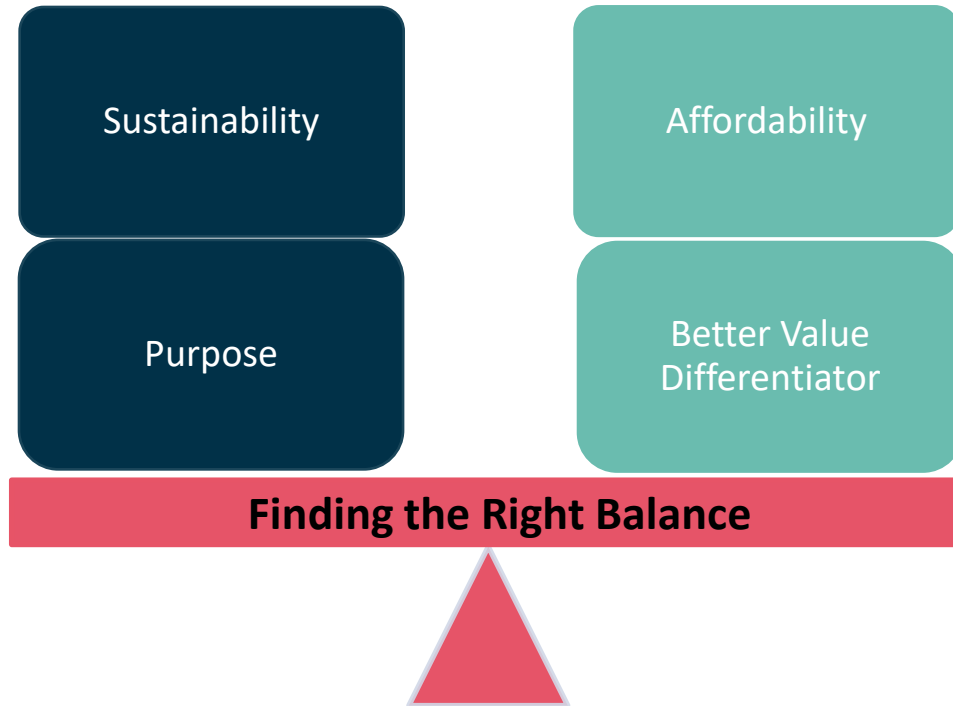 Sustainability
Affordability
Purpose
Better Value
Differentiator
Finding the Right Balance